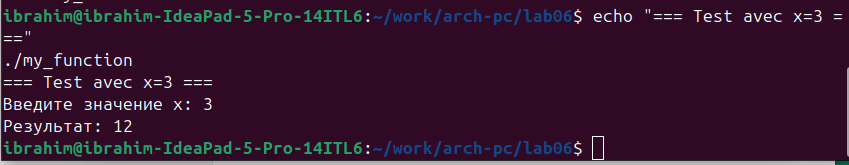 ibrahim@ibrahim-IdeaPad-5-Pro-14ITL6:~/work/arch-pc/lab06$ echo "=== Test avec x=3 =
=="
./my_function
=== Test avec x=3 ===
Введите значение x: 3
Результат: 12
ibrahim@ibrahim-IdeaPad-5-Pro-14ITL6:~/work/arch-pc/lab06$